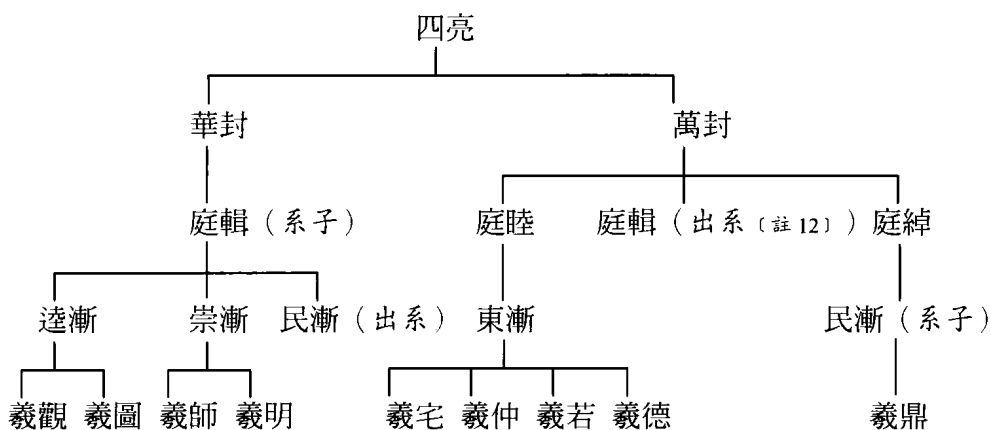 四亮
華封 萬封
庭輯（系子） 庭睦 庭輯（出系〔註12〕） 庭綽
逵漸 崇漸 民漸（出系） 東漸 民漸（系子）
羲觀 羲圖 羲師 羲明 羲宅 羲仲 羲若 羲德 羲鼎